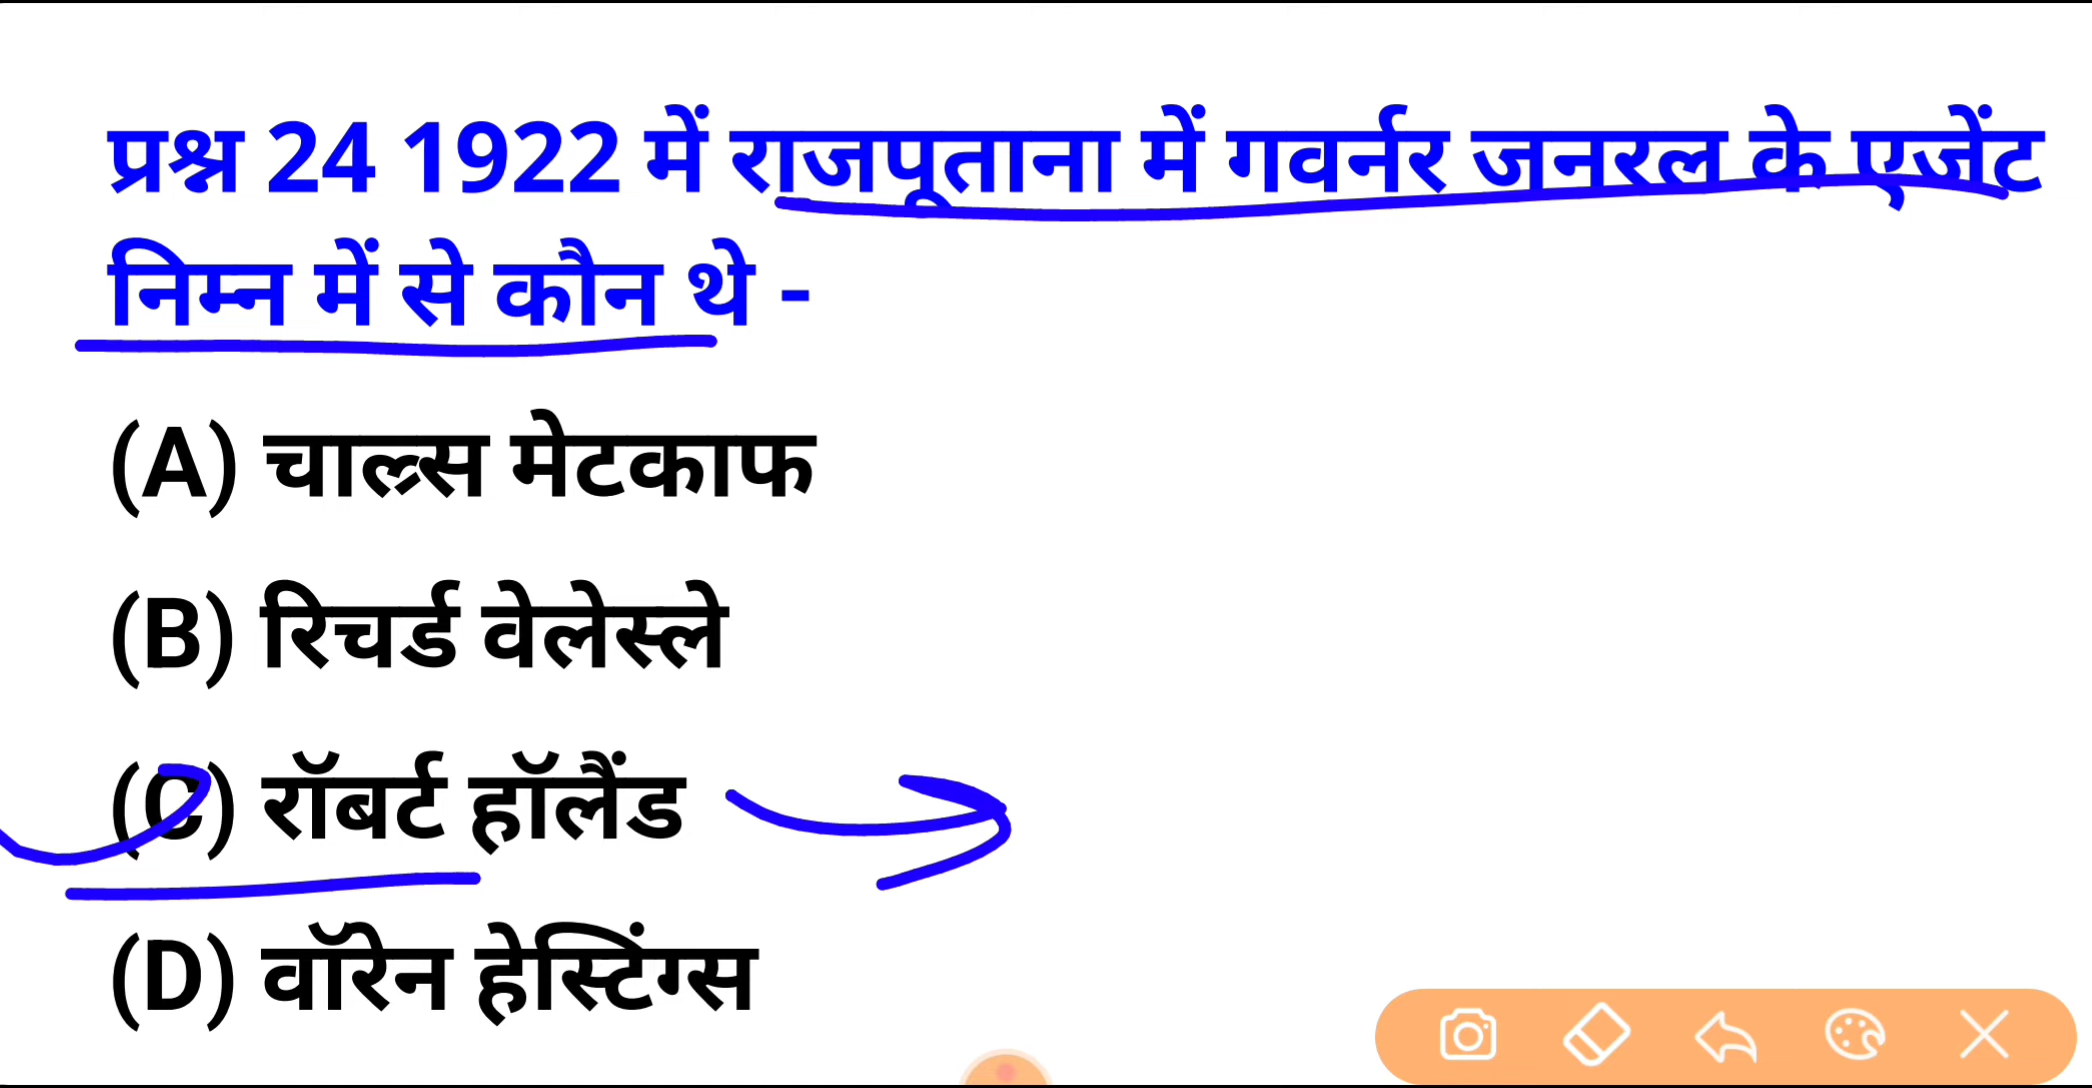 प्रश्न 24 1922 में राजपूताना में गवर्नर जनरल के एजेंट
निम्न में से कौन थे -
(A) चार्ल्स मेटकाफ
(B) रिचर्ड वेलेस्ले
(C) रॉबर्ट हॉलैंड
(D) वॉरेन हेस्टिंग्स